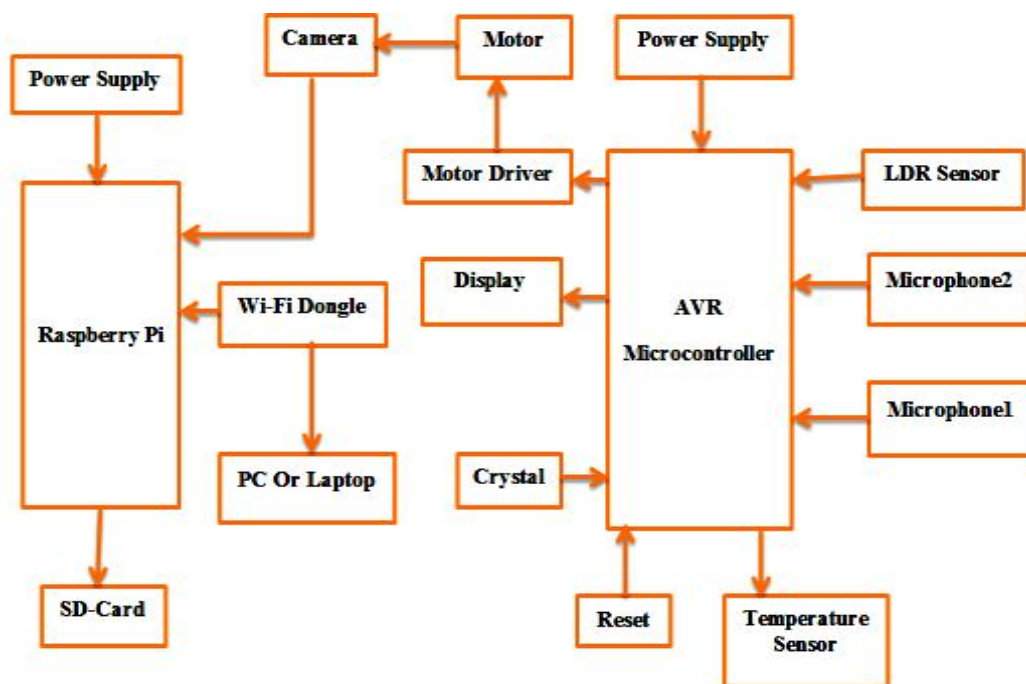 Camera
Motor
Power Supply
Power Supply
Motor Driver
LDR Sensor
Display
Microphone2
Wi-Fi Dongle
Raspberry Pi
AVR
Microcontroller
Microphone1
PC Or Laptop
Crystal
SD-Card
Reset
Temperature
Sensor